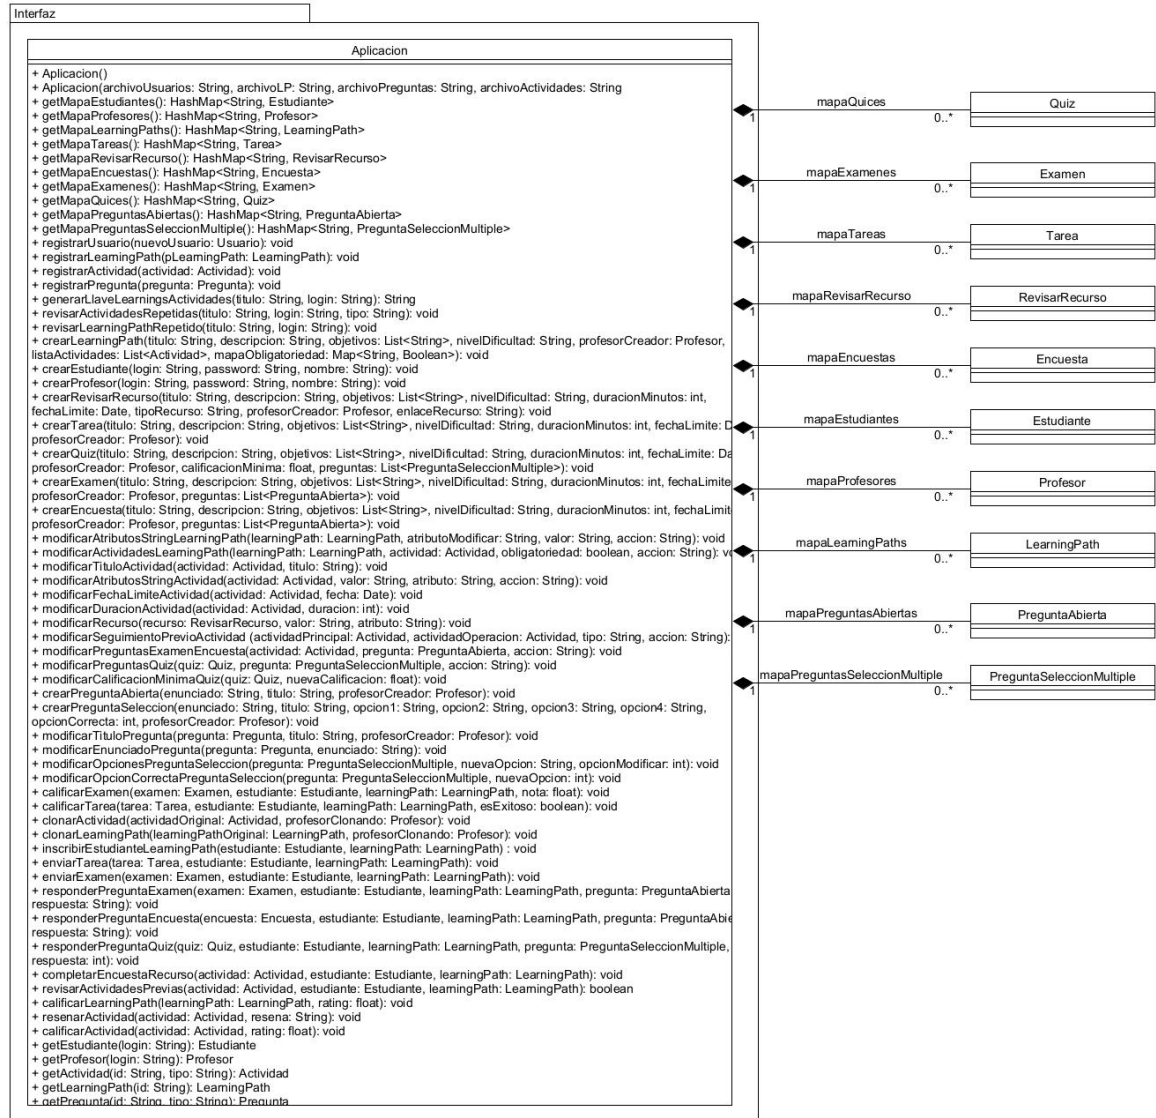 Interfaz
Aplicacion
+ Aplicacion()
+ Aplicacion(archivoUsuarios: String, archivoLP: String, archivoPreguntas: String, archivoActividades: String
+ getMapaEstudiantes(): HashMap<String, Estudiante>
+ getMapaProfesores(): HashMap<String, Profesor>
+ getMapaLearningPaths(): HashMap<String, LearningPath>
+ getMapaTareas(): HashMap<String, Tarea>
+ getMapaRevisarRecurso(): HashMap<String, RevisarRecurso>
+ getMapaEncuestas(): HashMap<String, Encuesta>
+ getMapaExamenes(): HashMap<String, Examen>
+ getMapaQuices(): HashMap<String, Quiz>
+ getMapaPreguntasAbiertas(): HashMap<String, PreguntaAbierta>
+ getMapaPreguntasSeleccionMultiple(): HashMap<String, PreguntaSeleccionMultiple>
+ registrarUsuario(nuevoUsuario: Usuario): void
+ registrarLearningPath(pLearningPath: LearningPath): void
+ registrarActividad(actividad: Actividad): void
+ registrarPregunta(pregunta: Pregunta): void
+ generarLlaveLearningsActividades(titulo: String, login: String): String
+ revisarActividadesRepetidas(titulo: String, login: String, tipo: String): void
+ revisarLearningPathRepetido(titulo: String, login: String): void
+ crearLearningPath(titulo: String, descripcion: String, objetivos: List<String>, nivelDificultad: String, profesorCreador: Profesor,
listaActividades: List<Actividad>, mapaObligatoriedad: Map<String, Boolean>): void
+ crearEstudiante(login: String, password: String, nombre: String): void
+ crearProfesor(login: String, password: String, nombre: String): void
+ crearRevisarRecurso(titulo: String, descripcion: String, objetivos: List<String>, nivelDificultad: String, duracionMinutos: int,
fechaLimite: Date, tipoRecurso: String, profesorCreador: Profesor, enlaceRecurso: String): void
+ crearTarea(titulo: String, descripcion: String, objetivos: List<String>, nivelDificultad: String, duracionMinutos: int, fechaLimite: D
profesorCreador: Profesor): void
+ crearQuiz(titulo: String, descripcion: String, objetivos: List<String>, nivelDificultad: String, duracionMinutos: int, fechaLimite: Da
profesorCreador: Profesor, calificacionMinima: float, preguntas: List<PreguntaSeleccionMultiple>): void
+ crearExamen(titulo: String, descripcion: String, objetivos: List<String>, nivelDificultad: String, duracionMinutos: int, fechaLimite
profesorCreador: Profesor, preguntas: List<PreguntaAbierta>): void
+ crearEncuesta(titulo: String, descripcion: String, objetivos: List<String>, nivelDificultad: String, duracionMinutos: int, fechaLimit
profesorCreador: Profesor, preguntas: List<PreguntaAbierta>): void
+ modificarAtributosStringLearningPath(learningPath: LearningPath, atributoModificar: String, valor: String, accion: String): void
+ modificarActividadesLearningPath(learningPath: LearningPath, actividad: Actividad, obligatoriedad: boolean, accion: String): vo
+ modificarTituloActividad(actividad: Actividad, titulo: String): void
+ modificarAtributosStringActividad(actividad: Actividad, valor: String, atributo: String, accion: String): void
+ modificarFechaLimiteActividad(actividad: Actividad, fecha: Date): void
+ modificarDuracionActividad(actividad: Actividad, duracion: int): void
+ modificarRecurso(recurso: RevisarRecurso, valor: String, atributo: String): void
+ modificarSeguimientoPrevioActividad (actividadPrincipal: Actividad, actividadOperacion: Actividad, tipo: String, accion: String):
+ modificarPreguntasExamenEncuesta(actividad: Actividad, pregunta: PreguntaAbierta, accion: String): void
+ modificarPreguntasQuiz(quiz: Quiz, pregunta: PreguntaSeleccionMultiple, accion: String): void
+ modificarCalificacionMinimaQuiz(quiz: Quiz, nuevaCalificacion: float): void
+ crearPreguntaAbierta(enunciado: String, titulo: String, profesorCreador: Profesor): void
+ crearPreguntaSeleccion(enunciado: String, titulo: String, opcion1: String, opcion2: String, opcion3: String, opcion4: String,
opcionCorrecta: int, profesorCreador: Profesor): void
+ modificarTituloPregunta(pregunta: Pregunta, titulo: String, profesorCreador: Profesor): void
+ modificarEnunciadoPregunta(pregunta: Pregunta, enunciado: String): void
+ modificarOpcionesPreguntaSeleccion(pregunta: PreguntaSeleccionMultiple, nuevaOpcion: String, opcionModificar: int): void
+ modificarOpcionCorrectaPreguntaSeleccion(pregunta: PreguntaSeleccionMultiple, nuevaOpcion: int): void
+ calificarExamen(examen: Examen, estudiante: Estudiante, learningPath: LearningPath, nota: float): void
+ calificarTarea(tarea: Tarea, estudiante: Estudiante, learningPath: LearningPath, esExitoso: boolean): void
+ clonarActividad(actividadOriginal: Actividad, profesorClonando: Profesor): void
+ clonarLearningPath(learningPathOriginal: LearningPath, profesorClonando: Profesor): void
+ inscribirEstudianteLearningPath(estudiante: Estudiante, learningPath: LearningPath) : void
+ enviarTarea(tarea: Tarea, estudiante: Estudiante, learningPath: LearningPath): void
+ enviarExamen(examen: Examen, estudiante: Estudiante, learningPath: LearningPath): void
+ responderPreguntaExamen(examen: Examen, estudiante: Estudiante, learningPath: LearningPath, pregunta: PreguntaAbierta
respuesta: String): void
+ responderPreguntaEncuesta(encuesta: Encuesta, estudiante: Estudiante, learningPath: LearningPath, pregunta: PreguntaAbie
respuesta: String): void
+ responderPreguntaQuiz(quiz: Quiz, estudiante: Estudiante, learningPath: LearningPath, pregunta: PreguntaSeleccionMultiple,
respuesta: int): void
+ completarEncuestaRecurso(actividad: Actividad, estudiante: Estudiante, learningPath: LearningPath): void
+ revisarActividadesPrevias(actividad: Actividad, estudiante: Estudiante, learningPath: LearningPath): boolean
+ calificarLearningPath(learningPath: LearningPath, rating: float): void
+ resenarActividad(actividad: Actividad, resena: String): void
+ calificarActividad(actividad: Actividad, rating: float): void
+ getEstudiante(login: String): Estudiante
+ getProfesor(login: String): Profesor
+ getActividad(id: String, tipo: String): Actividad
+ getLearningPath(id: String): LearningPath
+ getPregunta(id: String, tipo: String): Pregunta
mapaQuices
1
0..*
Quiz
mapaExamenes
1
0..*
Examen
mapaTareas
1
0..*
Tarea
mapaRevisarRecurso
1
0..*
RevisarRecurso
mapaEncuestas
1
0..*
Encuesta
mapaEstudiantes
1
0..*
Estudiante
mapaProfesores
1
0..*
Profesor
mapaLearningPaths
1
0..*
LearningPath
mapaPreguntasAbiertas
1
0..*
PreguntaAbierta
mapaPreguntasSeleccionMultiple
1
0..*
PreguntaSeleccionMultiple